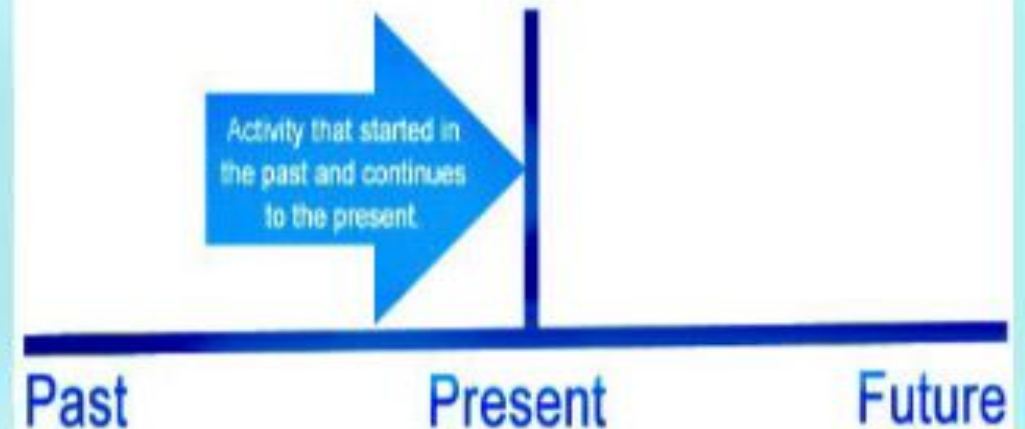 Activity that started in
the past and continues
to the present.
Past
Present
Future